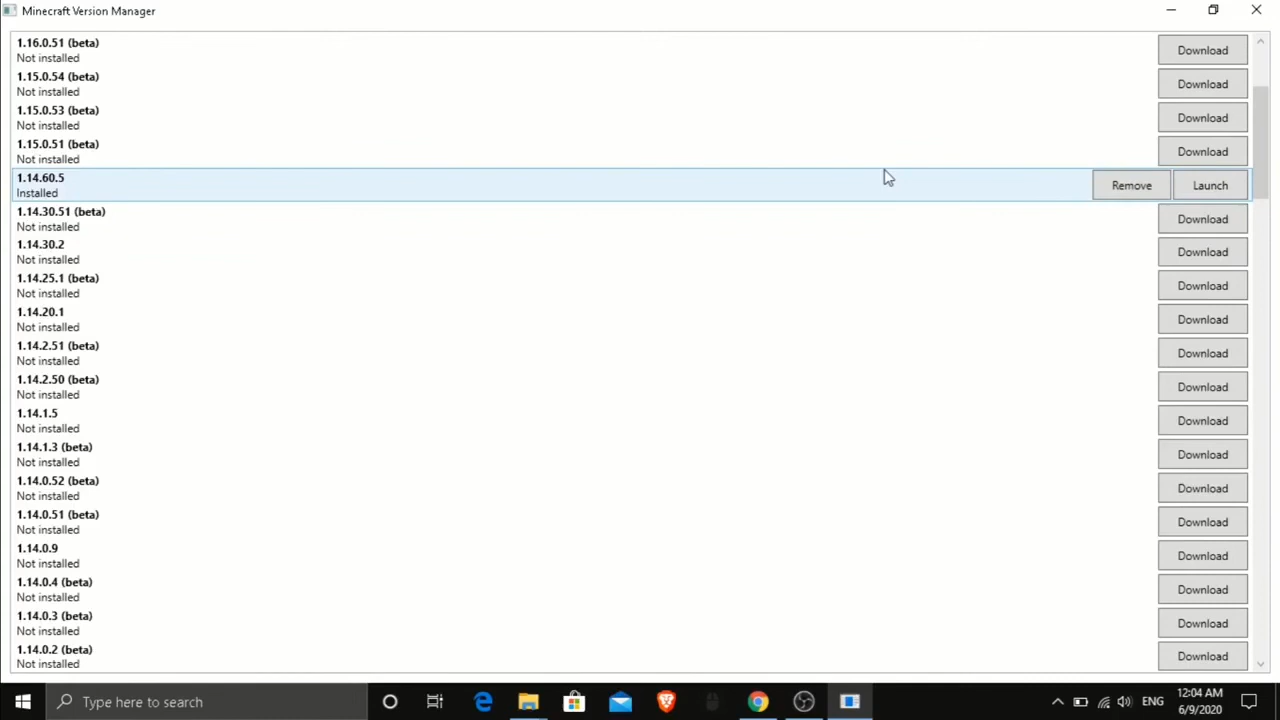 Minecraft Version Manager
1.16.0.51 (beta)
Not installed
Download
1.15.0.54 (beta)
Not installed
Download
1.15.0.53 (beta)
Not installed
Download
1.15.0.51 (beta)
Not installed
Download
1.14.60.5
Installed
Remove Launch
1.14.30.51 (beta)
Not installed
Download
1.14.30.2
Not installed
Download
1.14.25.1 (beta)
Not installed
Download
1.14.20.1
Not installed
Download
1.14.2.51 (beta)
Not installed
Download
1.14.2.50 (beta)
Not installed
Download
1.14.1.5
Not installed
Download
1.14.1.3 (beta)
Not installed
Download
1.14.0.52 (beta)
Not installed
Download
1.14.0.51 (beta)
Not installed
Download
1.14.0.9
Not installed
Download
1.14.0.4 (beta)
Not installed
Download
1.14.0.3 (beta)
Not installed
Download
1.14.0.2 (beta)
Not installed
Download
Type here to search
ENG
12:04 AM
6/9/2020